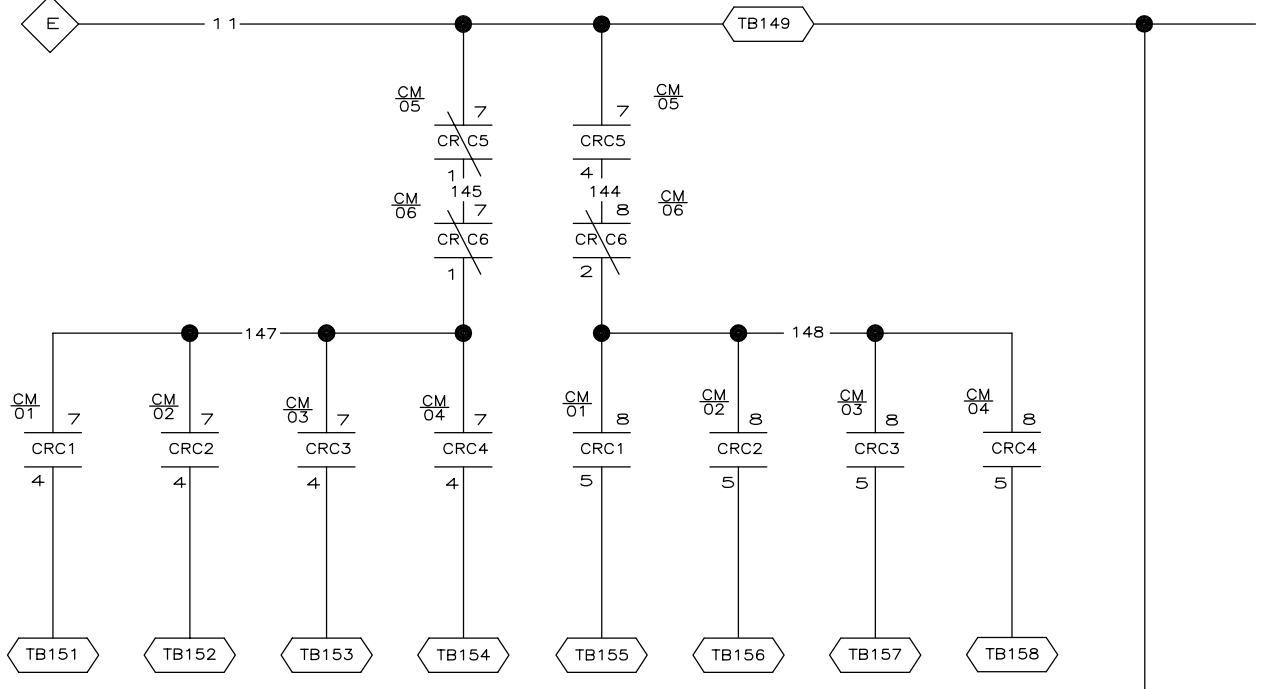 E
11
TB149
CM
05
7
CRC5
1
CM
05
7
CRC5
4
145
144
CM
06
7
CRC6
1
CM
06
8
CRC6
2
147
148
CM
01
7
CRC1
4
CM
02
7
CRC2
4
CM
03
7
CRC3
4
CM
04
7
CRC4
4
CM
01
8
CRC1
5
CM
02
8
CRC2
5
CM
03
8
CRC3
5
CM
04
8
CRC4
5
TB151
TB152
TB153
TB154
TB155
TB156
TB157
TB158